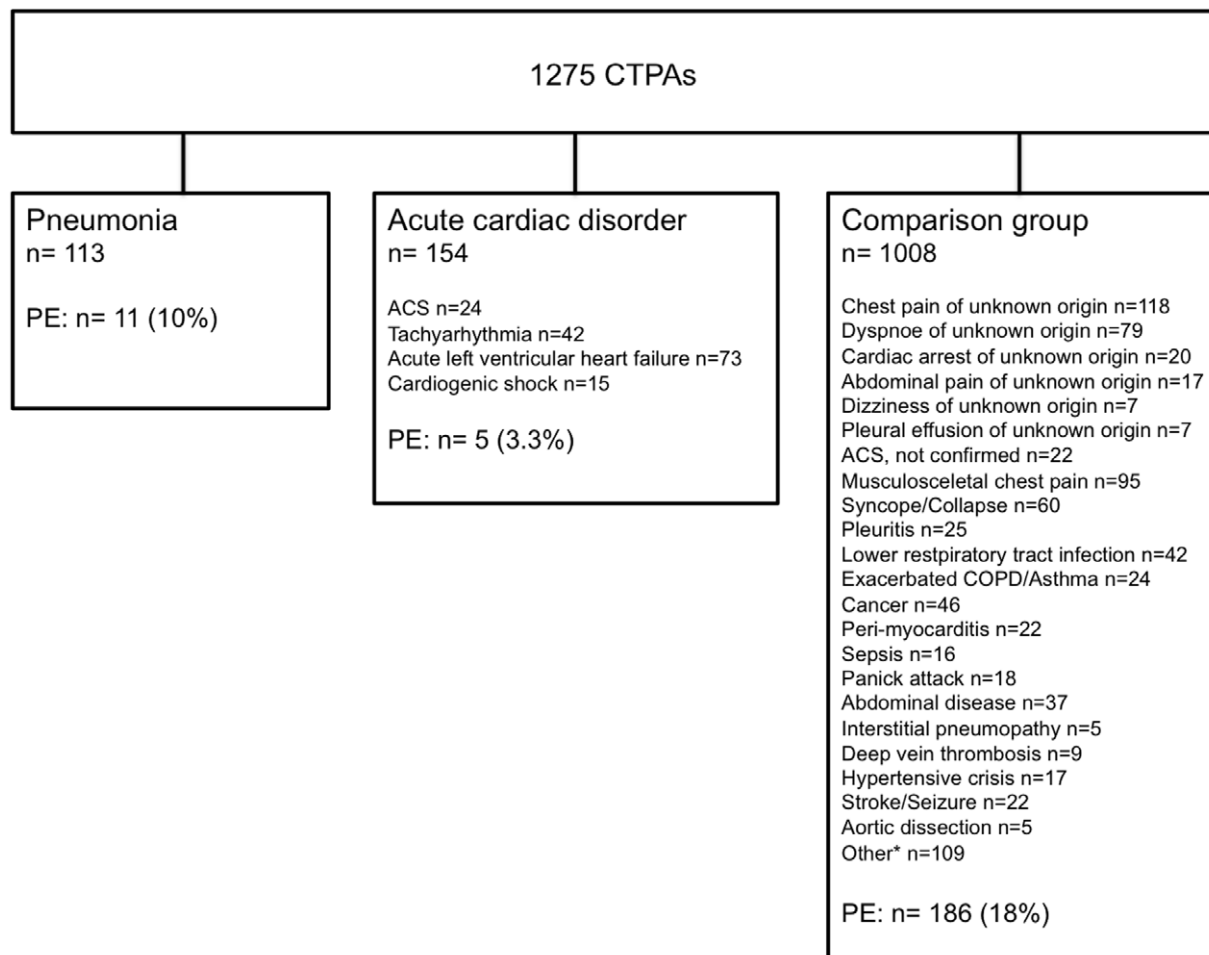 1275 CTPAs
Pneumonia
n= 113
PE: n= 11 (10%)
Acute cardiac disorder
n= 154
ACS n=24
Tachyarhythmia n=42
Acute left ventricular heart failure n=73
Cardiogenic shock n=15
PE: n= 5 (3.3%)
Comparison group
n= 1008
Chest pain of unknown origin n=118
Dyspnoe of unknown origin n=79
Cardiac arrest of unknown origin n=20
Abdominal pain of unknown origin n=17
Dizziness of unknown origin n=7
Pleural effusion of unknown origin n=7
ACS, not confirmed n=22
Musculosceletal chest pain n=95
Syncope/Collapse n=60
Pleuritis n=25
Lower restpiratory tract infection n=42
Exacerbated COPD/Asthma n=24
Cancer n=46
Peri-myocarditis n=22
Sepsis n=16
Panick attack n=18
Abdominal disease n=37
Interstitial pneumopathy n=5
Deep vein thrombosis n=9
Hypertensive crisis n=17
Stroke/Seizure n=22
Aortic dissection n=5
Other* n=109
PE: n= 186 (18%)